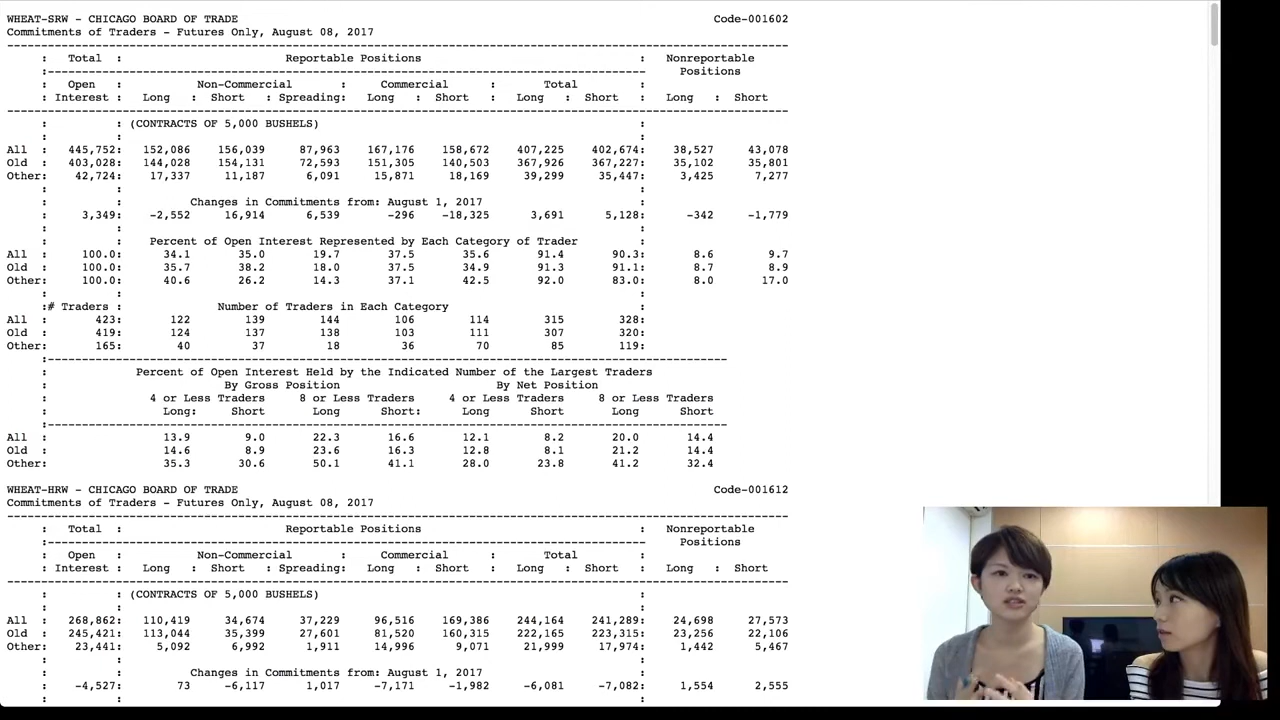 WHEAT-SRW - CHICAGO BOARD OF TRADE Code-001602
Commitments of Traders - Futures Only, August 08, 2017
: Total : Reportable Positions : Nonreportable
: Positions
: Open : Non-Commercial : Commercial : Total :
: Interest : Long : Short : Spreading: Long : Short : Long : Short : Long : Short
: : (CONTRACTS OF 5,000 BUSHELS) :
: : :
All : 445,752: 152,086 156,039 87,963 167,176 158,672 407,225 402,674: 38,527 43,078
Old : 403,028: 144,028 154,131 72,593 151,305 140,503 367,926 367,227: 35,102 35,801
Other: 42,724: 17,337 11,187 6,091 15,871 18,169 39,299 35,447: 3,425 7,277
: : :
: : Changes in Commitments from: August 1, 2017 :
: 3,349: -2,552 16,914 6,539 -296 -18,325 3,691 5,128: -342 -1,779
: : :
: : Percent of Open Interest Represented by Each Category of Trader :
All : 100.0: 34.1 35.0 19.7 37.5 35.6 91.4 90.3: 8.6 9.7
Old : 100.0: 35.7 38.2 18.0 37.5 34.9 91.3 91.1: 8.7 8.9
Other: 100.0: 40.6 26.2 14.3 37.1 42.5 92.0 83.0: 8.0 17.0
: : :
:# Traders : Number of Traders in Each Category :
All : 423: 122 139 144 106 114 315 328:
Old : 419: 124 137 138 103 111 307 320:
Other: 165: 40 37 18 36 70 85 119:
: Percent of Open Interest Held by the Indicated Number of the Largest Traders
: By Gross Position By Net Position
: 4 or Less Traders 8 or Less Traders 4 or Less Traders 8 or Less Traders
: Long: Short Long Short: Long Short Long Short
All : 13.9 9.0 22.3 16.6 12.1 8.2 20.0 14.4
Old : 14.6 8.9 23.6 16.3 12.8 8.1 21.2 14.4
Other: 35.3 30.6 50.1 41.1 28.0 23.8 41.2 32.4
WHEAT-HRW - CHICAGO BOARD OF TRADE Code-001612
Commitments of Traders - Futures Only, August 08, 2017
: Total : Reportable Positions : Nonreportable
: Positions
: Open : Non-Commercial : Commercial : Total :
: Interest : Long : Short : Spreading: Long : Short : Long : Short : Long : Short
: : (CONTRACTS OF 5,000 BUSHELS) :
: : :
All : 268,862: 110,419 34,674 37,229 96,516 169,386 244,164 241,289: 24,698 27,573
Old : 245,421: 113,044 35,399 27,601 81,520 160,315 222,165 223,315: 23,256 22,106
Other: 23,441: 5,092 6,992 1,911 14,996 9,071 21,999 17,974: 1,442 5,467
: : :
: : Changes in Commitments from: August 1, 2017 :
: -4,527: 73 -6,117 1,017 -7,171 -1,982 -6,081 -7,082: 1,554 2,555
: : :